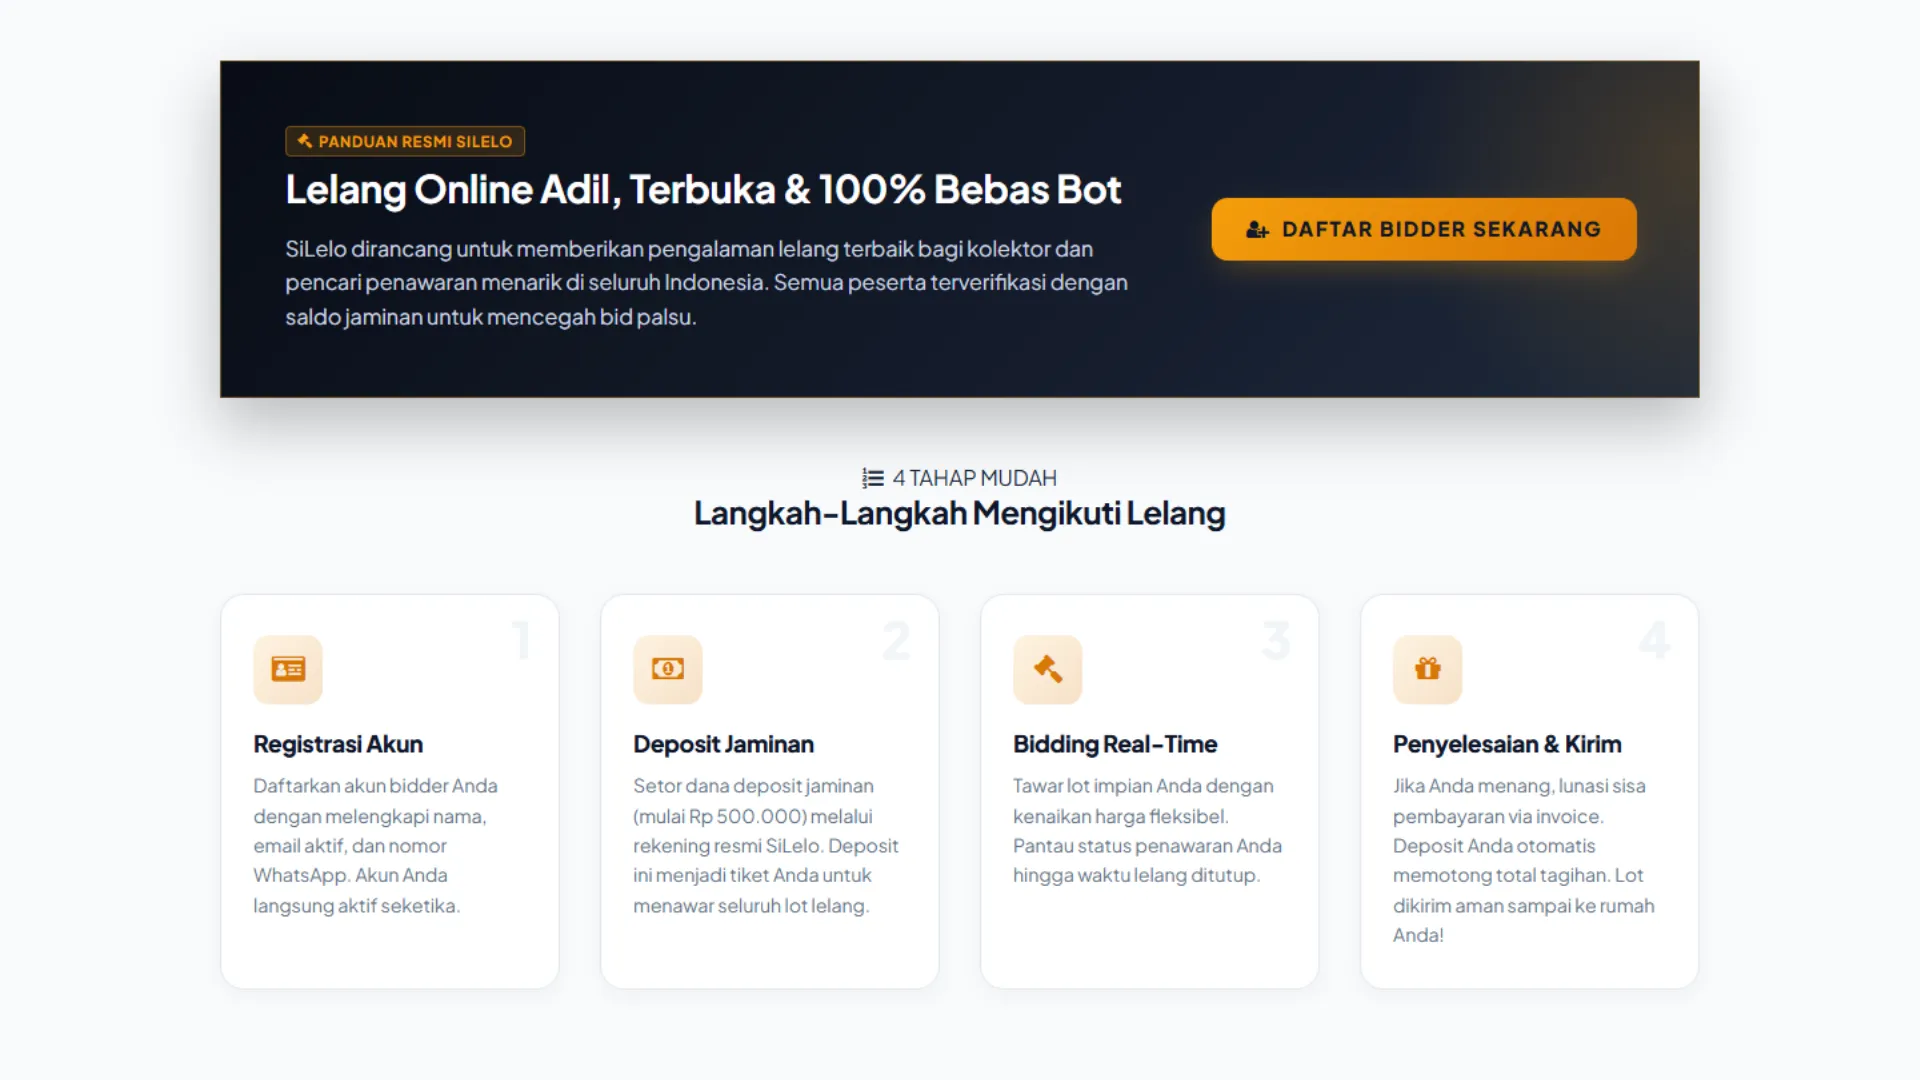 PANDUAN RESMI SILELO
Lelang Online Adil, Terbuka & 100% Bebas Bot
SiLelo dirancang untuk memberikan pengalaman lelang terbaik bagi kolektor dan
pencari penawaran menarik di seluruh Indonesia. Semua peserta terverifikasi dengan
saldo jaminan untuk mencegah bid palsu.
DAFTAR BIDDER SEKARANG
4 TAHAP MUDAH
Langkah-Langkah Mengikuti Lelang
1
Registrasi Akun
Daftarkan akun bidder Anda
dengan melengkapi nama,
email aktif, dan nomor
WhatsApp. Akun Anda
langsung aktif seketika.
2
Deposit Jaminan
Setor dana deposit jaminan
(mulai Rp 500.000) melalui
rekening resmi SiLelo. Deposit
ini menjadi tiket Anda untuk
menawar seluruh lot lelang.
3
Bidding Real-Time
Tawar lot impian Anda dengan
kenaikan harga fleksibel.
Pantau status penawaran Anda
hingga waktu lelang ditutup.
4
Penyelesaian & Kirim
Jika Anda menang, lunasi sisa
pembayaran via invoice.
Deposit Anda otomatis
memotong total tagihan. Lot
dikirim aman sampai ke rumah
Anda!